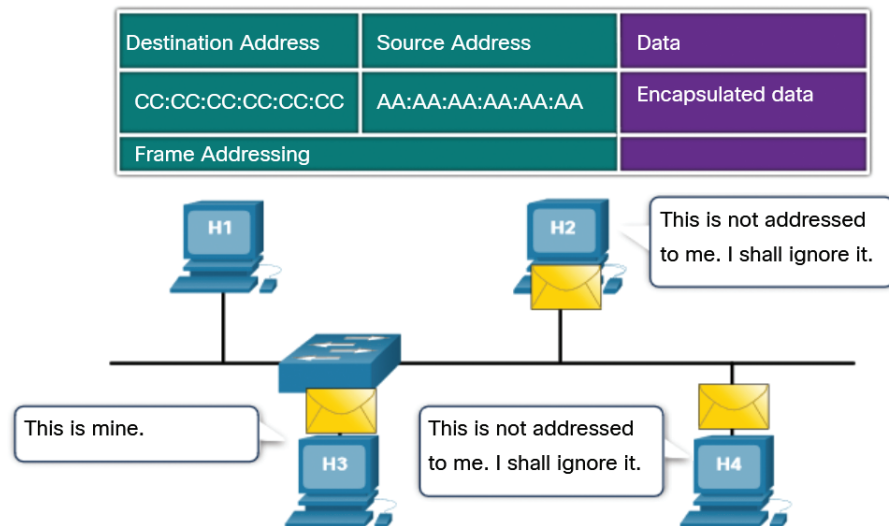 Destination Address
Source Address
Data
CC:CC:CC:CC:CC:CC
AA:AA:AA:AA:AA:AA
Encapsulated data
Frame Addressing
H1
H2
This is not addressed
to me. I shall ignore it.
This is mine.
H3
This is not addressed
to me. I shall ignore it.
H4